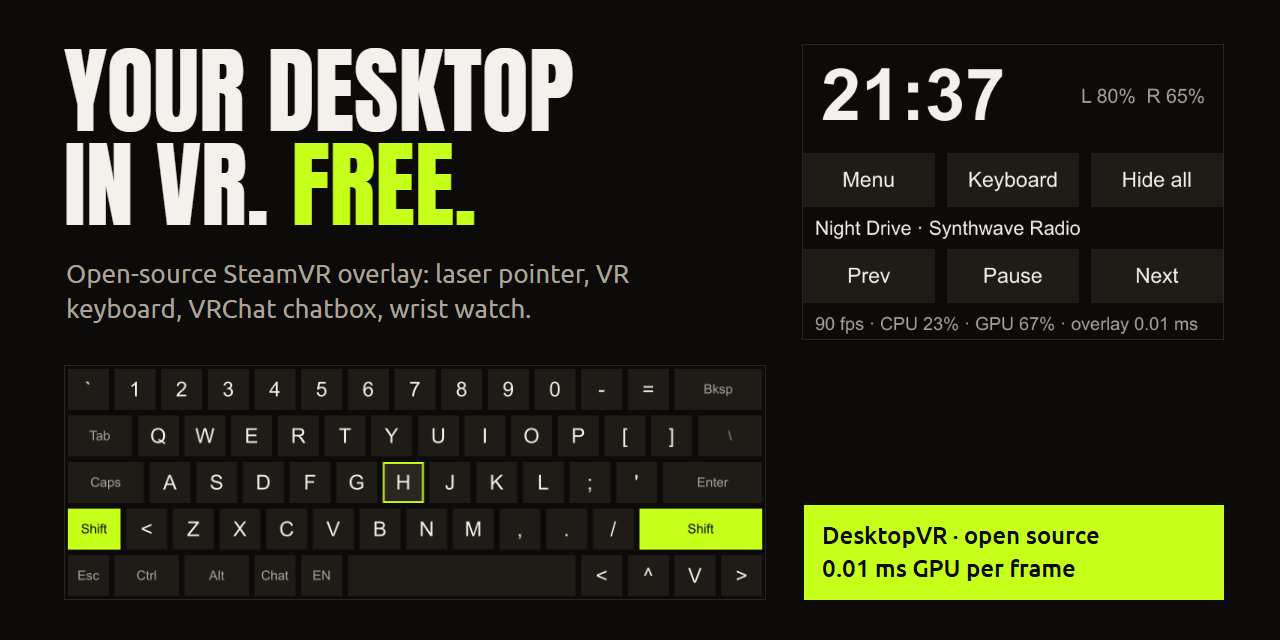 YOUR DESKTOP
IN VR. FREE.
Open-source SteamVR overlay: laser pointer, VR
keyboard, VRChat chatbox, wrist watch.
21:37 L 80% R 65%
Menu Keyboard Hide all
Night Drive · Synthwave Radio
Prev Pause Next
90 fps · CPU 23% · GPU 67% · overlay 0.01 ms
` 1 2 3 4 5 6 7 8 9 0 - = Bksp
Tab Q W E R T Y U I O P [ ] \
Caps A S D F G H J K L ; ' Enter
Shift < Z X C V B N M , . / Shift
Esc Ctrl Alt Chat EN < ^ V >
DesktopVR · open source
0.01 ms GPU per frame